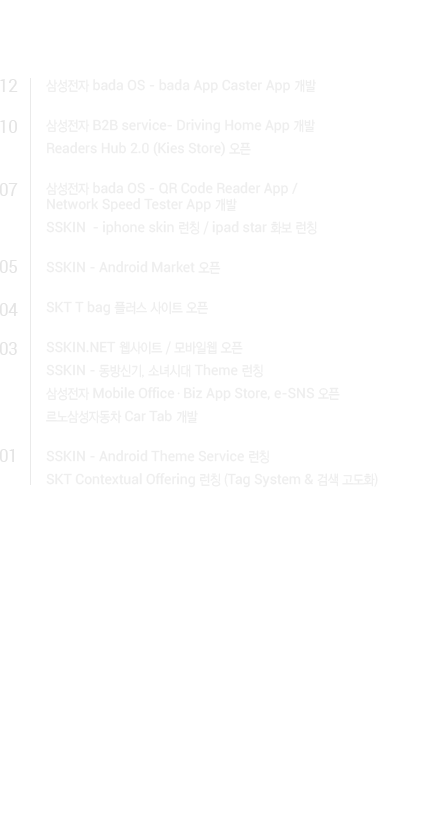 12
삼성전자 bada OS - bada App Caster App 개발
10
삼성전자 B2B service- Driving Home App 개발
Readers Hub 2.0 (Kies Store) 오픈
07
삼성전자 bada OS - QR Code Reader App /
Network Speed Tester App 개발
SSKIN - iphone skin 런칭 / ipad star 화보 런칭
05
SSKIN - Android Market 오픈
04
SKT T bag 플러스 사이트 오픈
03
SSKIN.NET 웹사이트 / 모바일웹 오픈
SSKIN - 동방신기, 소녀시대 Theme 런칭
삼성전자 Mobile Office · Biz App Store, e-SNS 오픈
르노삼성자동차 Car Tab 개발
01
SSKIN - Android Theme Service 런칭
SKT Contextual Offering 런칭 (Tag System & 검색 고도화)